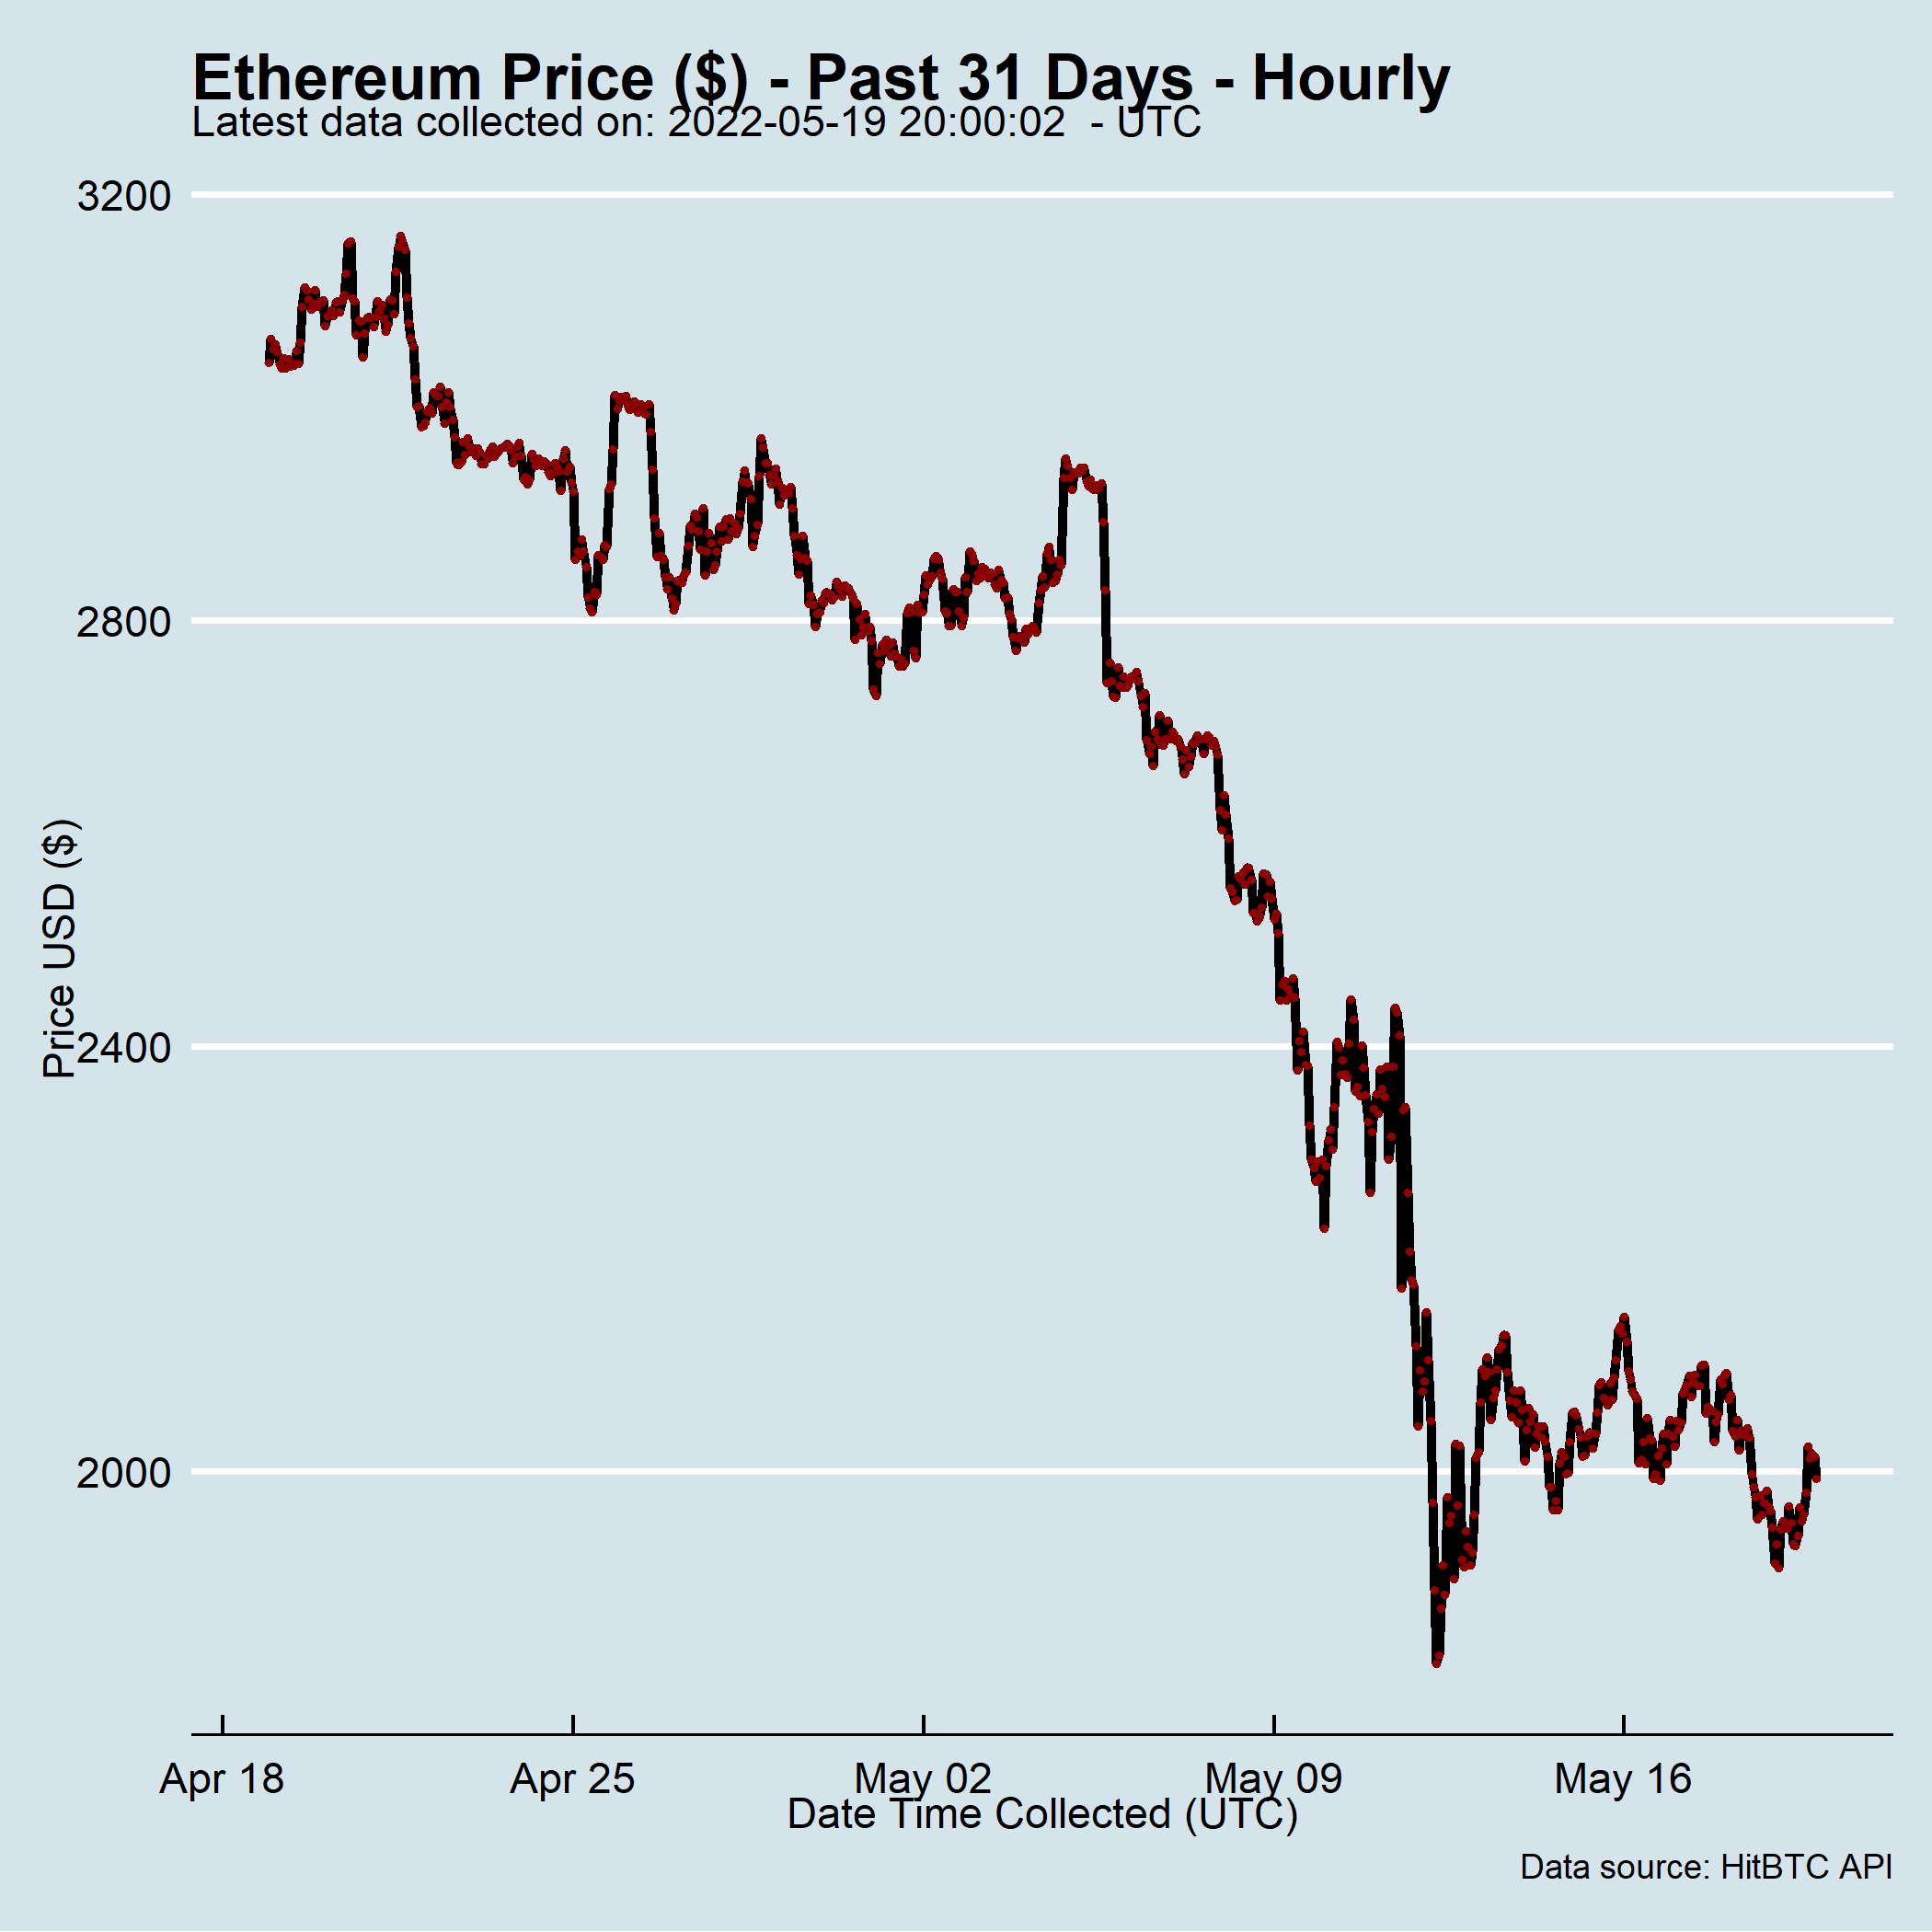 Ethereum Price ($) - Past 31 Days - Hourly
Latest data collected on: 2022-05-19 20:00:02  - UTC
3200
2800
2400
2000
Price USD ($)
Apr 18
Apr 25
May 02
May 09
May 16
Date Time Collected (UTC)
Data source: HitBTC API